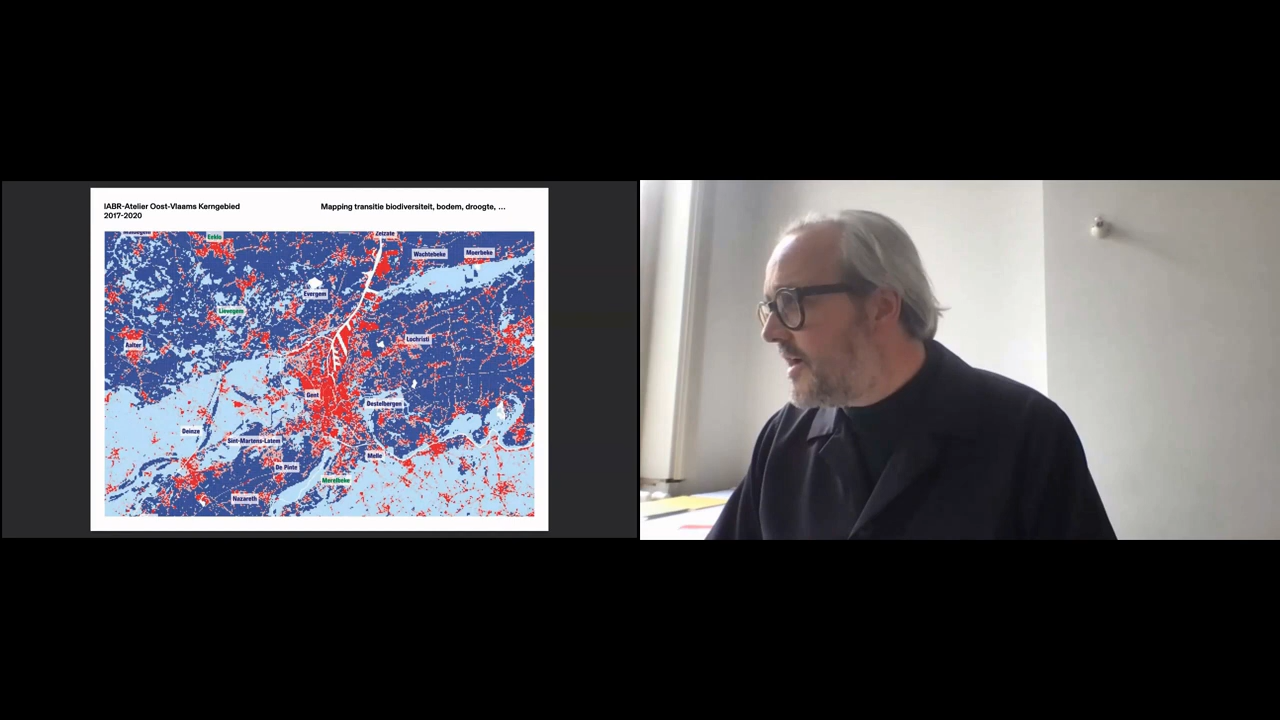 IABR-Atelier Oost-Vlaams Kerngebied
2017-2020
Mapping transitie biodiversiteit, bodem, droogte, ...
Eeklo
Zelzate
Wachtebeke
Moerbeke
Evergem
Lievegem
Aalter
Lochristi
Gent
Destelbergen
Deinze
Sint-Martens-Latem
Melle
De Pinte
Merelbeke
Nazareth